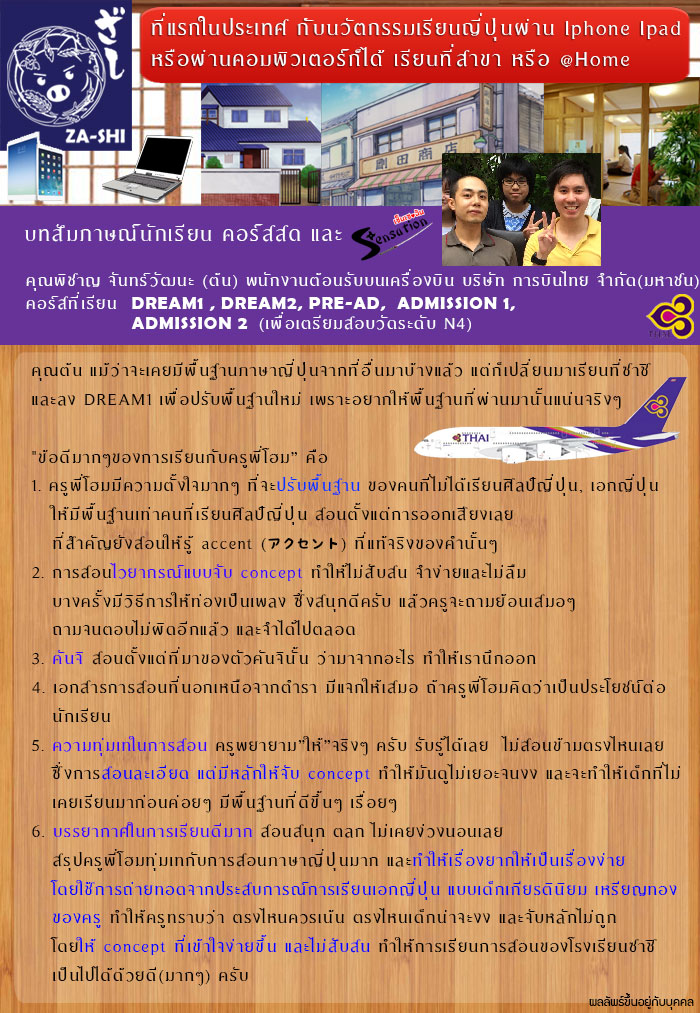 ที่แรกในประเทศ กับนวัตกรรมเรียนญี่ปุ่นผ่าน Iphone Ipad
หรือผ่านคอมพิวเตอร์ก็ได้ เรียนที่สาขา หรือ @Home
ざし
ZA-SHI
剛田商店
บทสัมภาษณ์นักเรียน คอร์สสด และ
เซ็นเซชัน
Sensation
คุณพิชาญ จันทร์วัฒนะ (ต้น) พนักงานต้อนรับบนเครื่องบิน บริษัท การบินไทย จำกัด(มหาชน)
คอร์สที่เรียน DREAM1 , DREAM2, PRE-AD, ADMISSION 1,
ADMISSION 2 (เพื่อเตรียมสอบวัดระดับ N4)
คุณต้น แม้ว่าจะเคยมีพื้นฐานภาษาญี่ปุ่นจากที่อื่นมาบ้างแล้ว แต่ก็เปลี่ยนมาเรียนที่ซาชิ
และลง DREAM1 เพื่อปรับพื้นฐานใหม่ เพราะอยากให้พื้นฐานที่ผ่านมานั้นแน่นจริงๆ
THAI
"ข้อดีมากๆของการเรียนกับครูพี่โฮม” คือ
1. ครูพี่โฮมมีความตั้งใจมากๆ ที่จะปรับพื้นฐาน ของคนที่ไม่ได้เรียนศิลป์ญี่ปุ่น, เอกญี่ปุ่น
ให้มีพื้นฐานเท่าคนที่เรียนศิลป์ญี่ปุ่น สอนตั้งแต่การออกเสียงเลย
ที่สำคัญยังสอนให้รู้ accent (アクセント) ที่แท้จริงของคำนั้นๆ
2. การสอนไวยากรณ์แบบจับ concept ทำให้ไม่สับสน จำง่ายและไม่ลืม
บางครั้งมีวิธีการให้ท่องเป็นเพลง ซึ่งสนุกดีครับ แล้วครูจะถามย้อนเสมอๆ
ถามจนตอบไม่ผิดอีกแล้ว และจำได้ไปตลอด
3. คันจิ สอนตั้งแต่ที่มาของตัวคันจินั้น ว่ามาจากอะไร ทำให้เรานึกออก
4. เอกสารการสอนที่นอกเหนือจากตำรา มีแจกให้เสมอ ถ้าครูพี่โฮมคิดว่าเป็นประโยชน์ต่อ
นักเรียน
5. ความทุ่มเทในการสอน ครูพยายาม”ให้”จริงๆ ครับ รับรู้ได้เลย ไม่สอนข้ามตรงไหนเลย
ซึ่งการสอนละเอียด แต่มีหลักให้จับ concept ทำให้มันดูไม่เยอะจนงง และจะทำให้เด็กที่ไม่
เคยเรียนมาก่อนค่อยๆ มีพื้นฐานที่ดีขึ้นๆ เรื่อยๆ
6. บรรยากาศในการเรียนดีมาก สอนสนุก ตลก ไม่เคยง่วงนอนเลย
สรุปครูพี่โฮมทุ่มเทกับการสอนภาษาญี่ปุ่นมาก และทำให้เรื่องยากให้เป็นเรื่องง่าย
โดยใช้การถ่ายทอดจากประสบการณ์การเรียนเอกญี่ปุ่น แบบเด็กเกียรตินิยม เหรียญทอง
ของครู ทำให้ครูทราบว่า ตรงไหนควรเน้น ตรงไหนเด็กน่าจะงง และจับหลักไม่ถูก
โดยให้ concept ที่เข้าใจง่ายขึ้น และไม่สับสน ทำให้การเรียนการสอนของโรงเรียนซาชิ
เป็นไปได้ด้วยดี(มากๆ) ครับ
ผลลัพธ์ขึ้นอยู่กับบุคคล